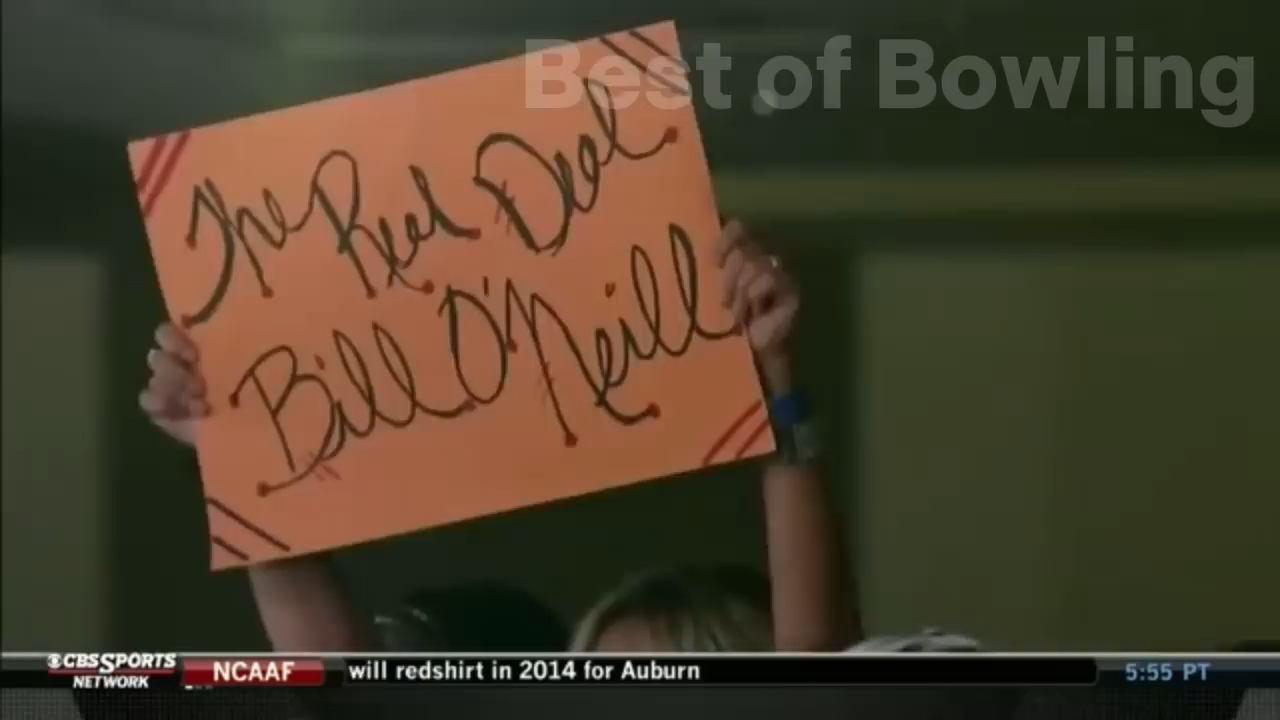 Best of Bowling
The Real Deal
Bill O'Neill
CBS SPORTS
NETWORK
NCAAF
will redshirt in 2014 for Auburn
5:55 PT